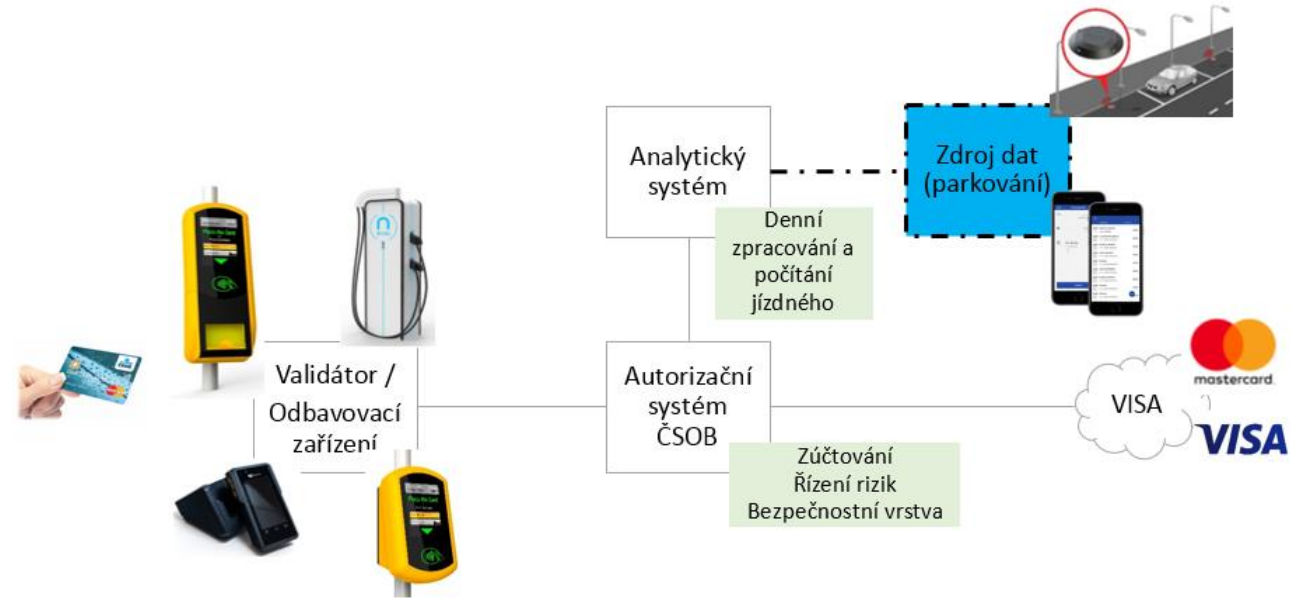 Analytický
systém
Zdroj dat
(parkování)
Denní
zpracování a
počítání
jízdného
Validátor /
Odbavovací
zařízení
Autorizační
systém
ČSOB
Zúčtování
Řízení rizik
Bezpečnostní vrstva
VISA
mastercard.
VISA